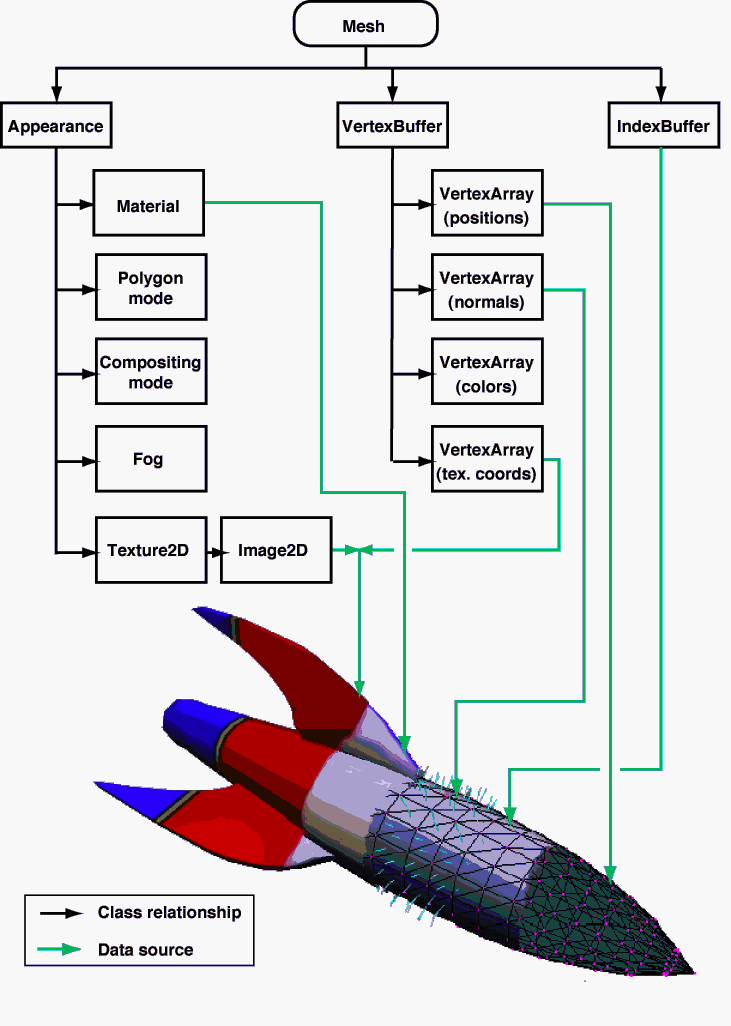 Mesh
Appearance
VertexBuffer
IndexBuffer
Material
VertexArray
(positions)
Polygon
mode
VertexArray
(normals)
Compositing
mode
VertexArray
(colors)
Fog
VertexArray
(tex. coords)
Texture2D
Image2D
Class relationship
Data source